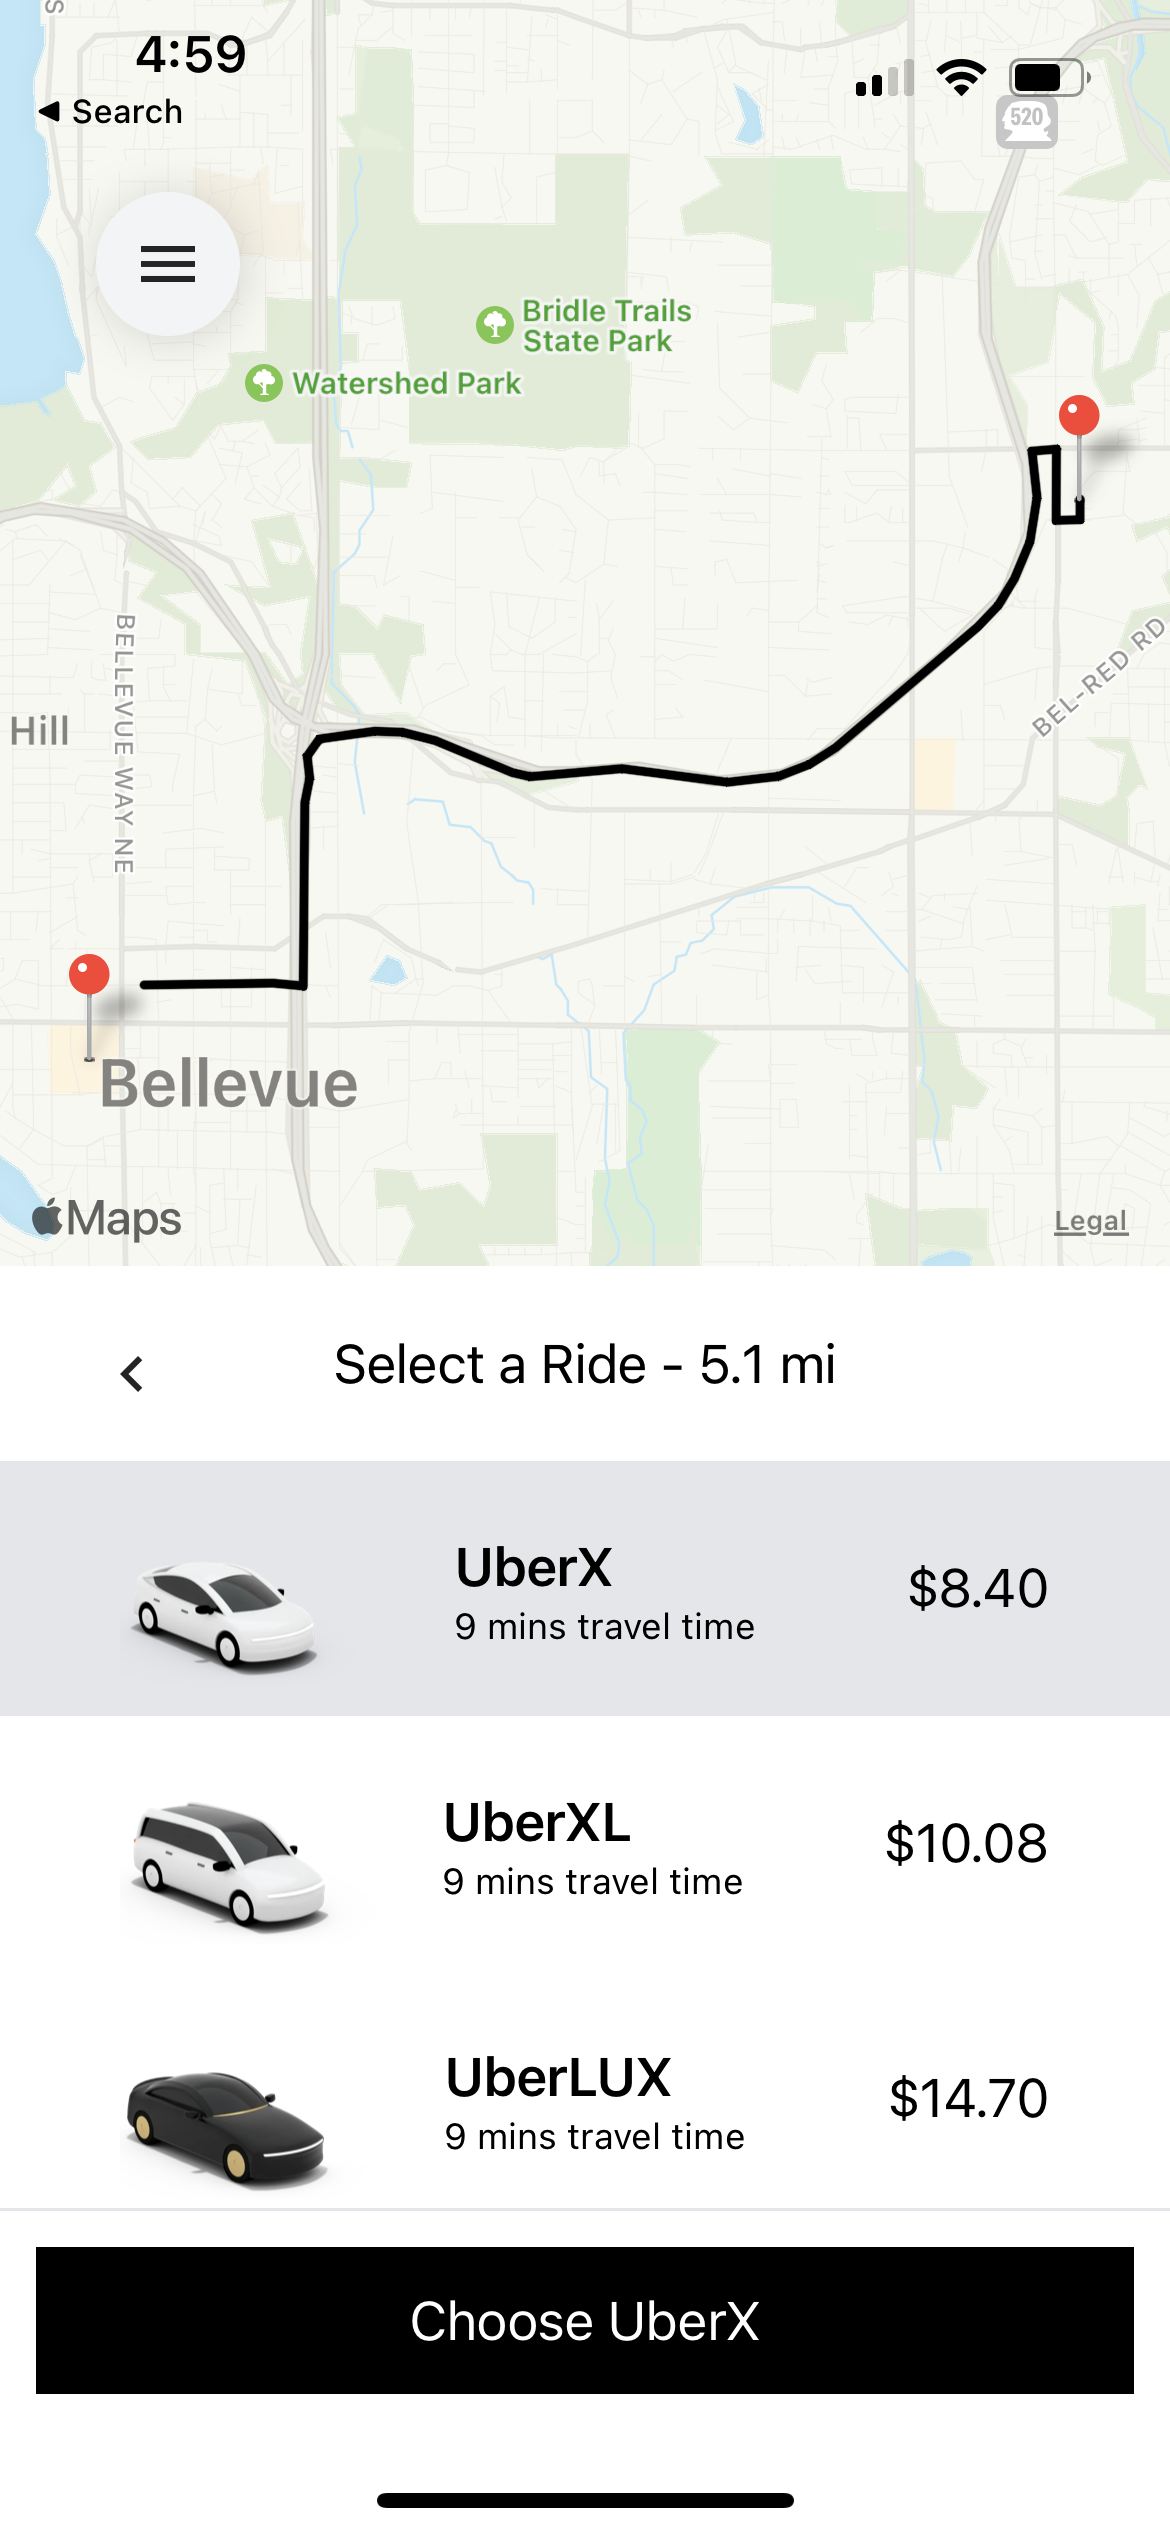 4:59
Search
520
Bridle Trails
State Park
Watershed Park
BELLEVUE WAY NE
Hill
BEL-RED RD
Bellevue
Maps
Legal
Select a Ride - 5.1 mi
UberX
$8.40
9 mins travel time
UberXL
$10.08
9 mins travel time
UberLUX
$14.70
9 mins travel time
Choose UberX